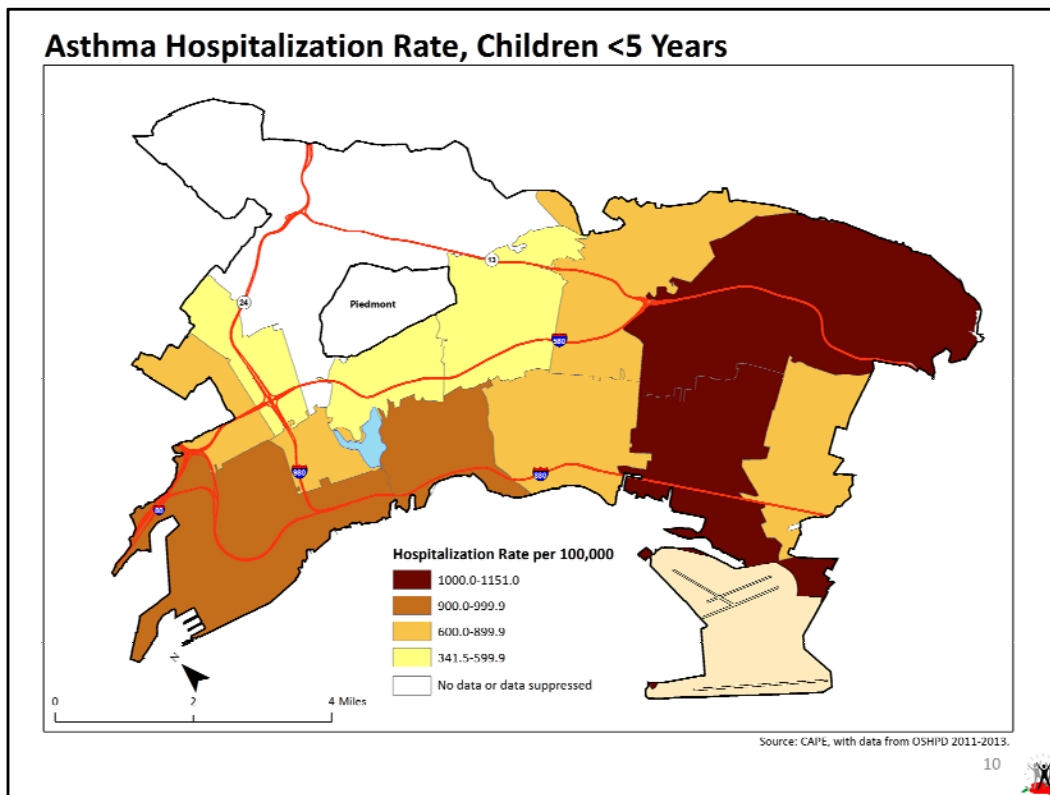 Asthma Hospitalization Rate, Children <5 Years
24
13
Piedmont
580
980
880
80
Hospitalization Rate per 100,000
1000.0-1151.0
900.0-999.9
600.0-899.9
341.5-599.9
No data or data suppressed
N
0 2 4 Miles
Source: CAPE, with data from OSHPD 2011-2013.
10